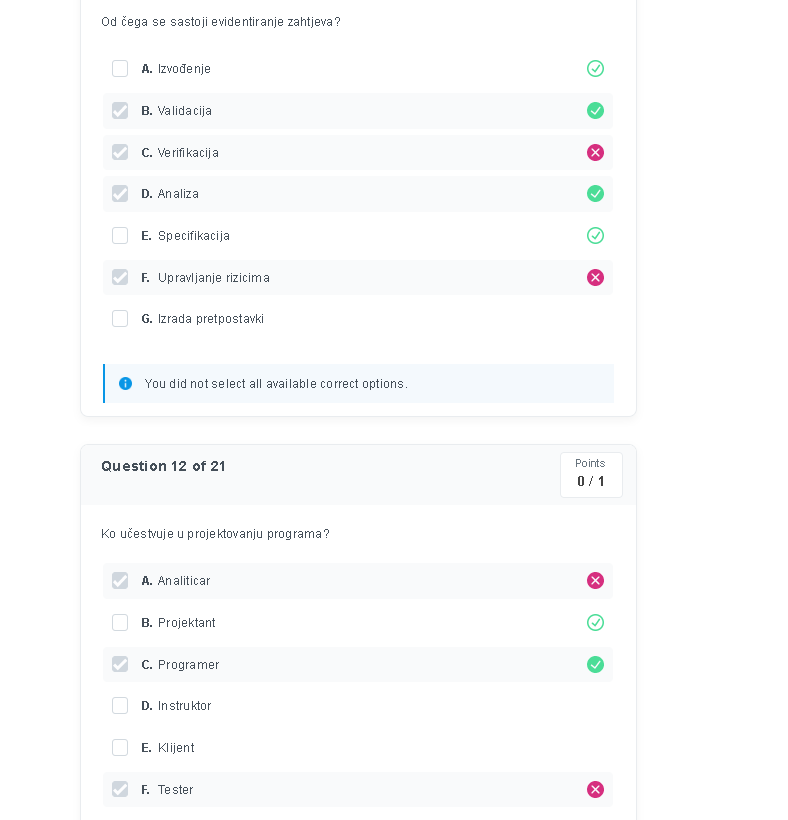 Od čega se sastoji evidentiranje zahtjeva?
A. Izvođenje
B. Validacija
C. Verifikacija
D. Analiza
E. Specifikacija
F. Upravljanje rizicima
G. Izrada pretpostavki
You did not select all available correct options.
Question 12 of 21
Points
0 / 1
Ko učestvuje u projektovanju programa?
A. Analiticar
B. Projektant
C. Programer
D. Instruktor
E. Klijent
F. Tester